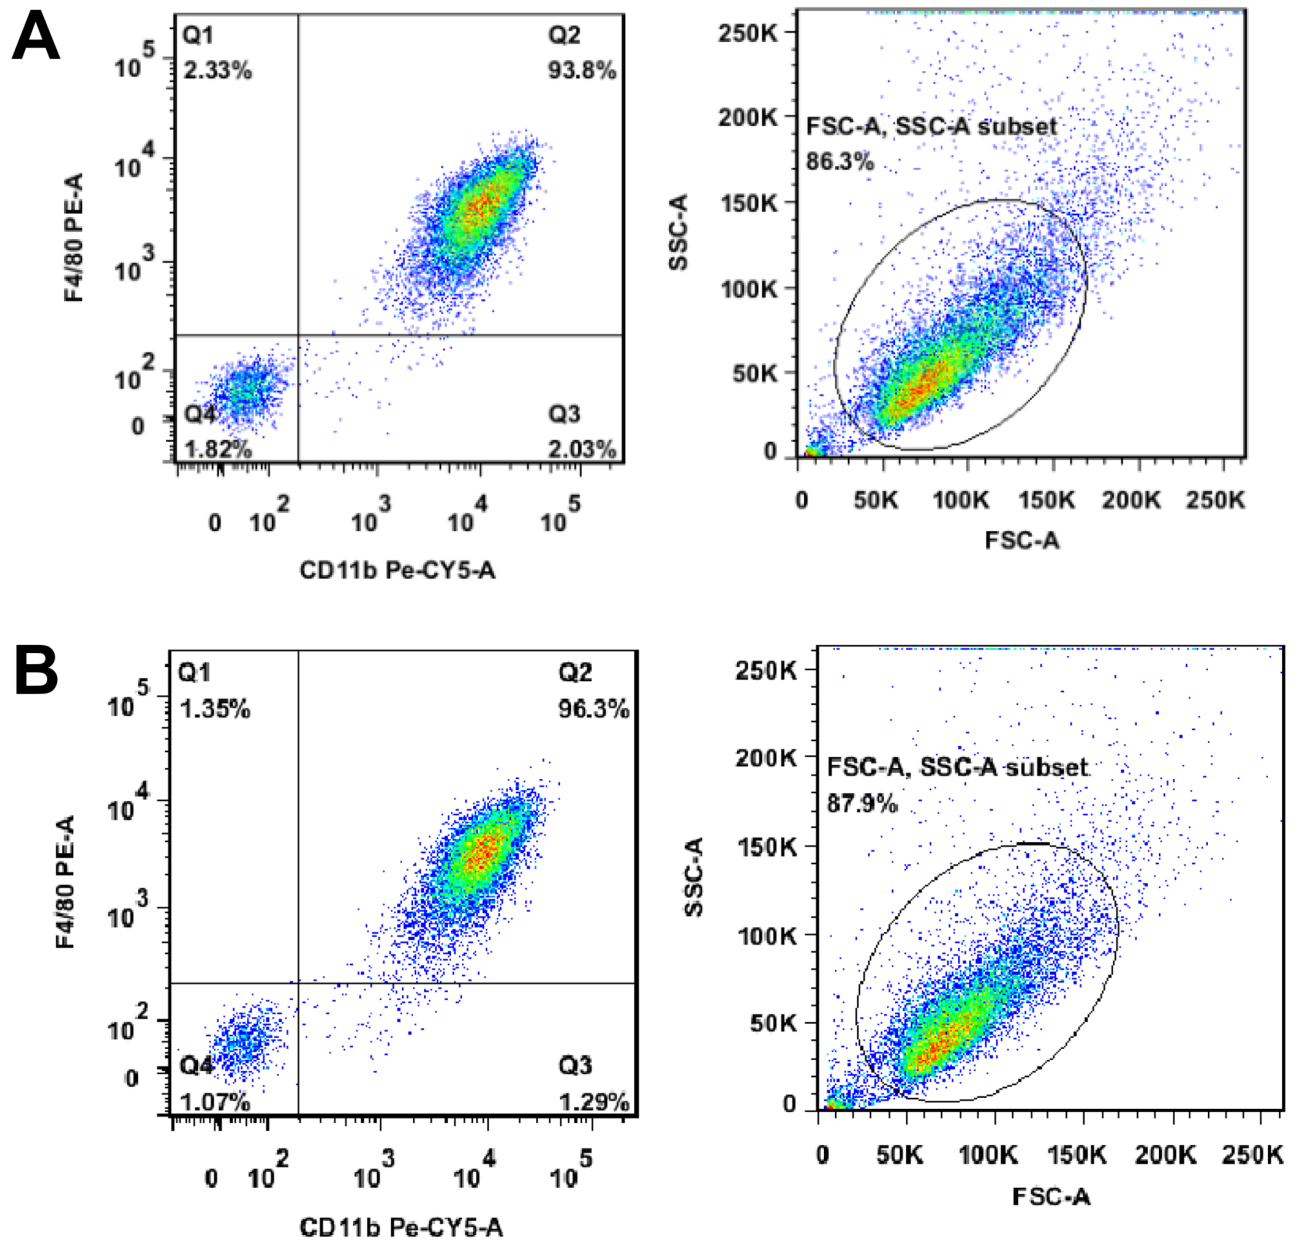 A
Q1
2.33%
Q2
93.8%
Q4
1.82%
Q3
2.03%
10^5
10^4
10^3
10^2
0
F4/80 PE-A
0 10^2 10^3 10^4 10^5
CD11b Pe-CY5-A
FSC-A, SSC-A subset
86.3%
250K
200K
150K
100K
50K
0
SSC-A
0 50K 100K 150K 200K 250K
FSC-A
B
Q1
1.35%
Q2
96.3%
Q4
1.07%
Q3
1.29%
10^5
10^4
10^3
10^2
0
F4/80 PE-A
0 10^2 10^3 10^4 10^5
CD11b Pe-CY5-A
FSC-A, SSC-A subset
87.9%
250K
200K
150K
100K
50K
0
SSC-A
0 50K 100K 150K 200K 250K
FSC-A